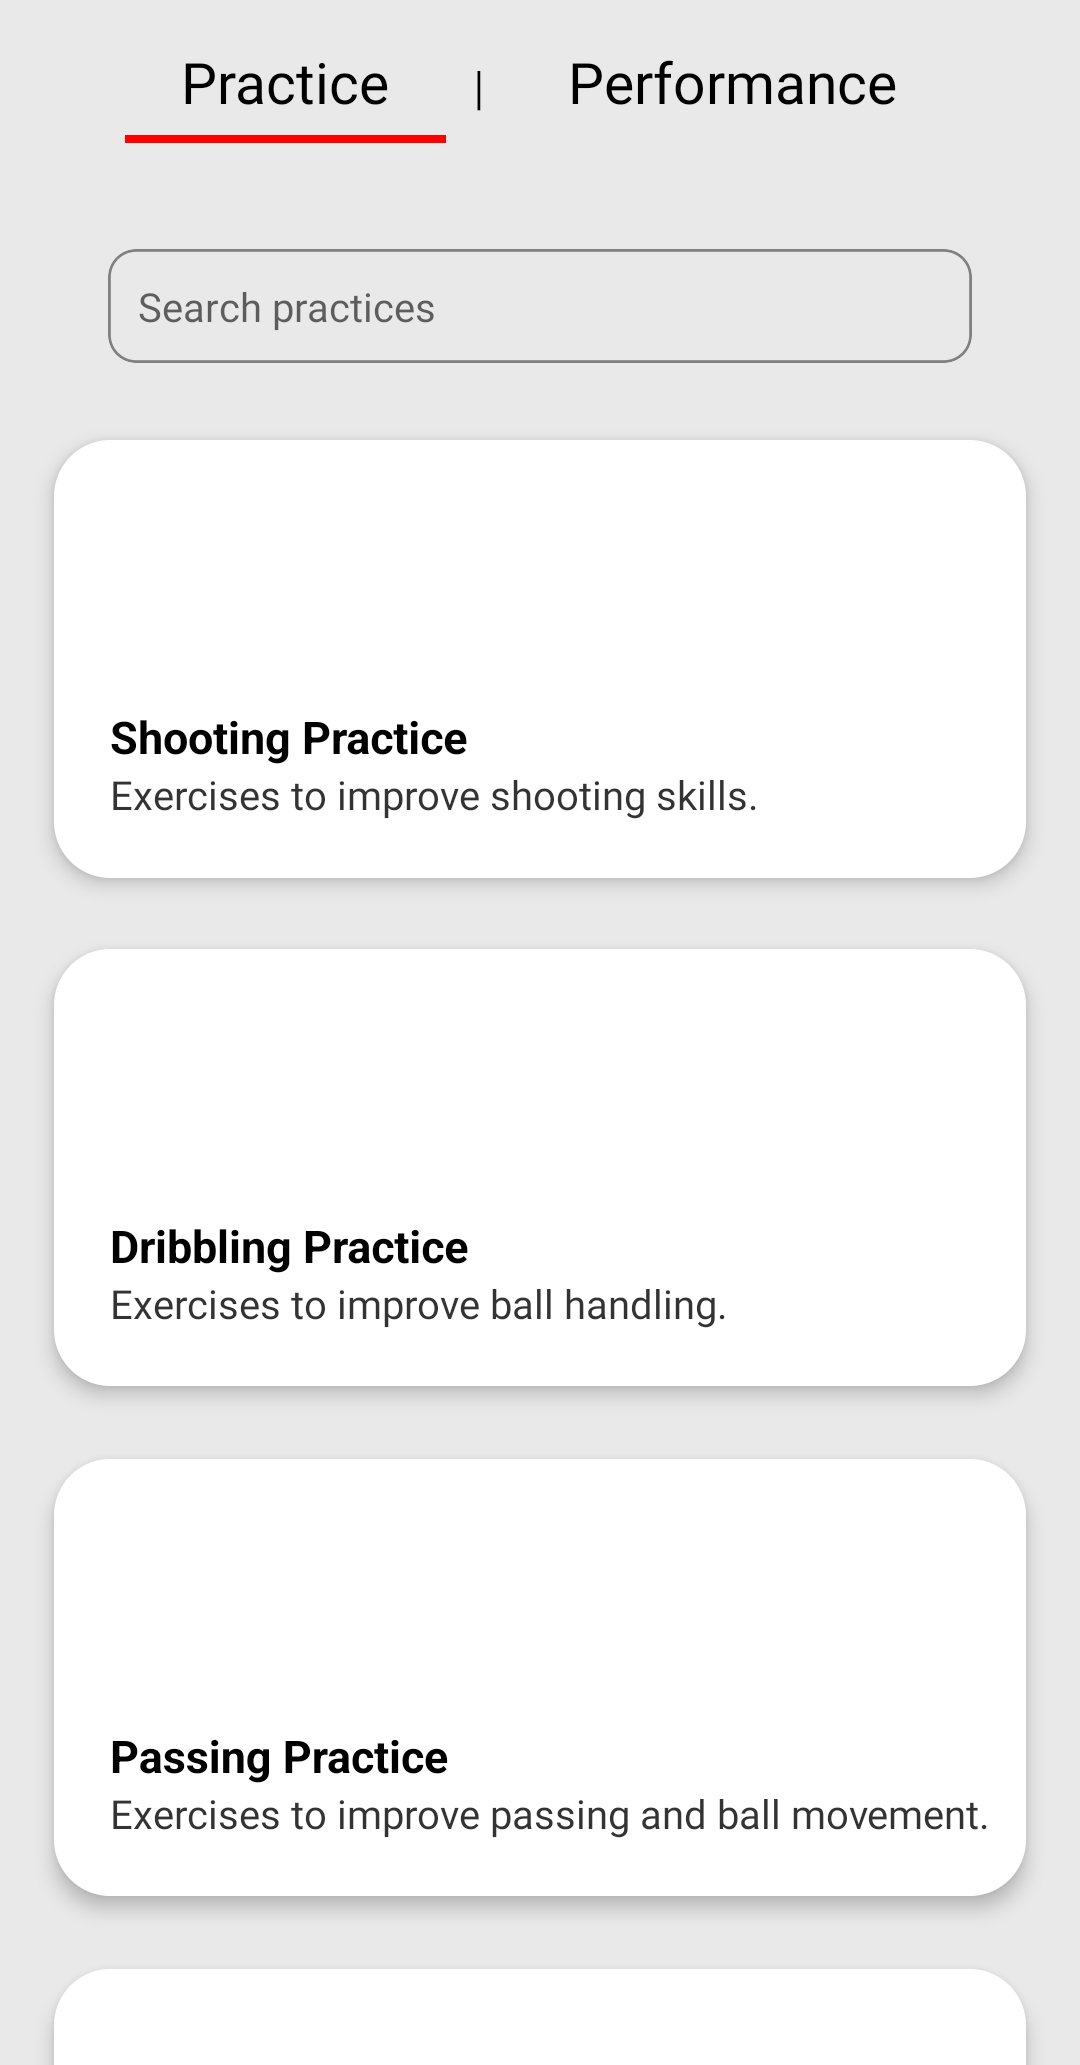 Practice | Performance
Search practices
Shooting Practice
Exercises to improve shooting skills.
Dribbling Practice
Exercises to improve ball handling.
Passing Practice
Exercises to improve passing and ball movement.